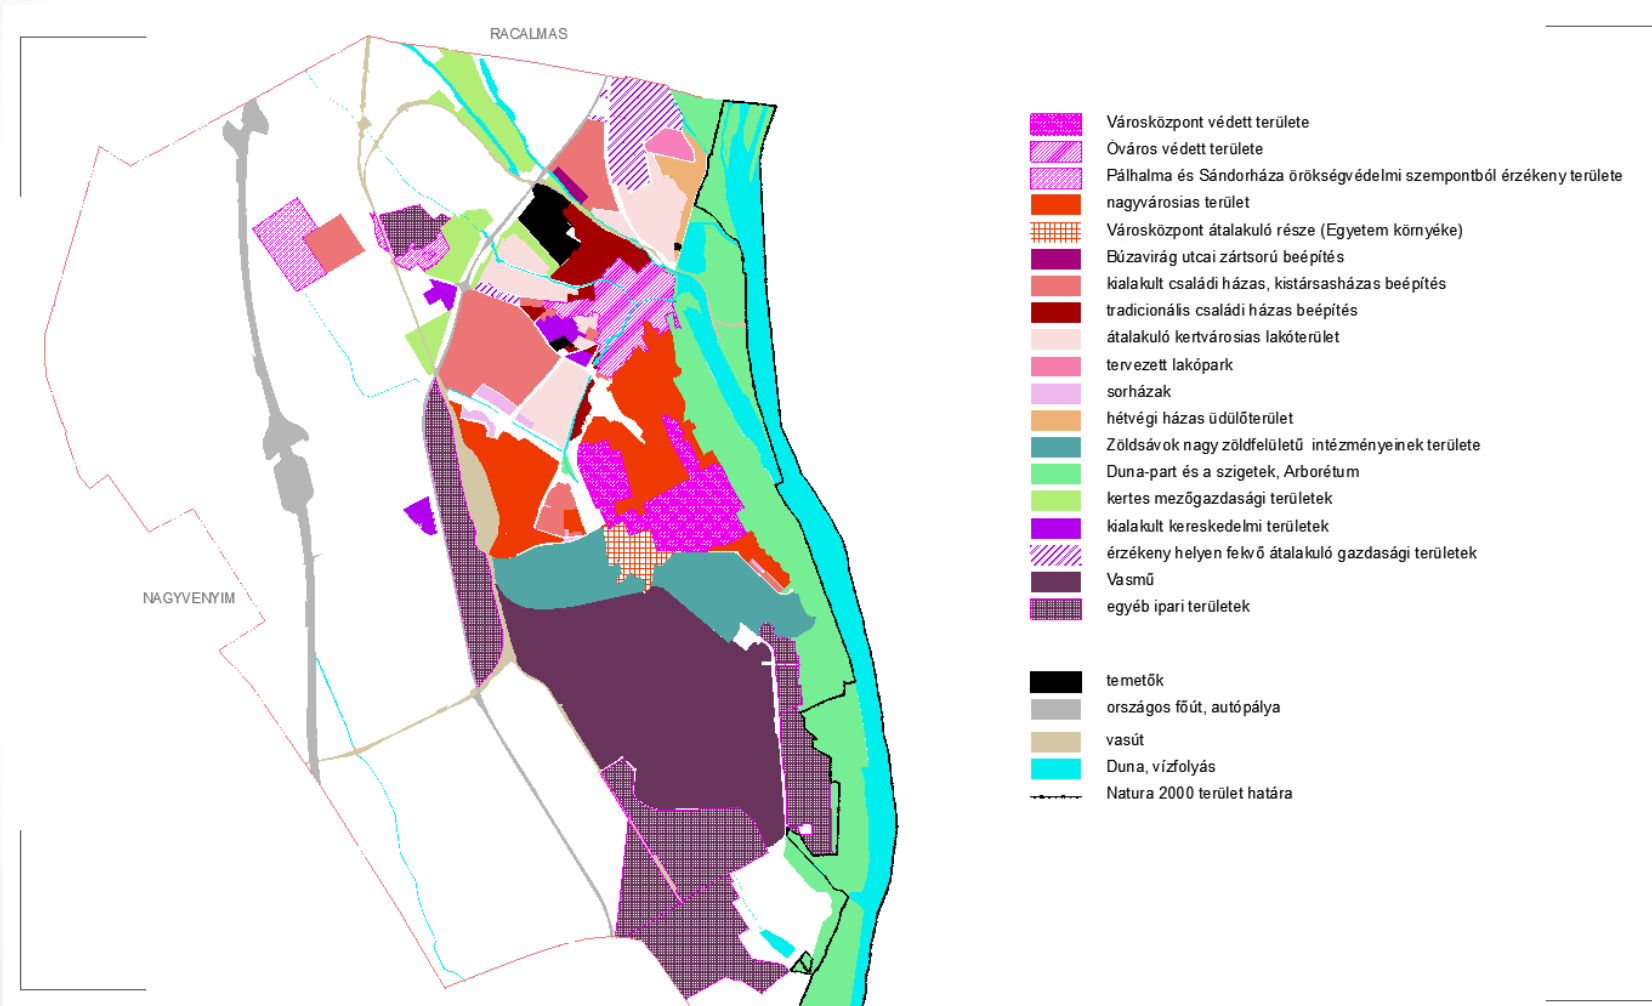 RACALMAS
NAGYVENYIM
Városközpont védett területe
Óváros védett területe
Pálhalma és Sándorháza örökségvédelmi szempontból érzékeny területe
nagyvárosias terület
Városközpont átalakuló része (Egyetem környéke)
Búzavirág utcai zártsorú beépítés
kialakult családi házas, kistársasházas beépítés
tradicionális családi házas beépítés
átalakuló kertvárosias lakóterület
tervezett lakópark
sorházak
hétvégi házas üdülőterület
Zöldsávok nagy zöldfelületű intézményeinek területe
Duna-part és a szigetek, Arborétum
kertes mezőgazdasági területek
kialakult kereskedelmi területek
érzékeny helyen fekvő átalakuló gazdasági területek
Vasmű
egyéb ipari területek
temetők
országos főút, autópálya
vasút
Duna, vízfolyás
Natura 2000 terület határa